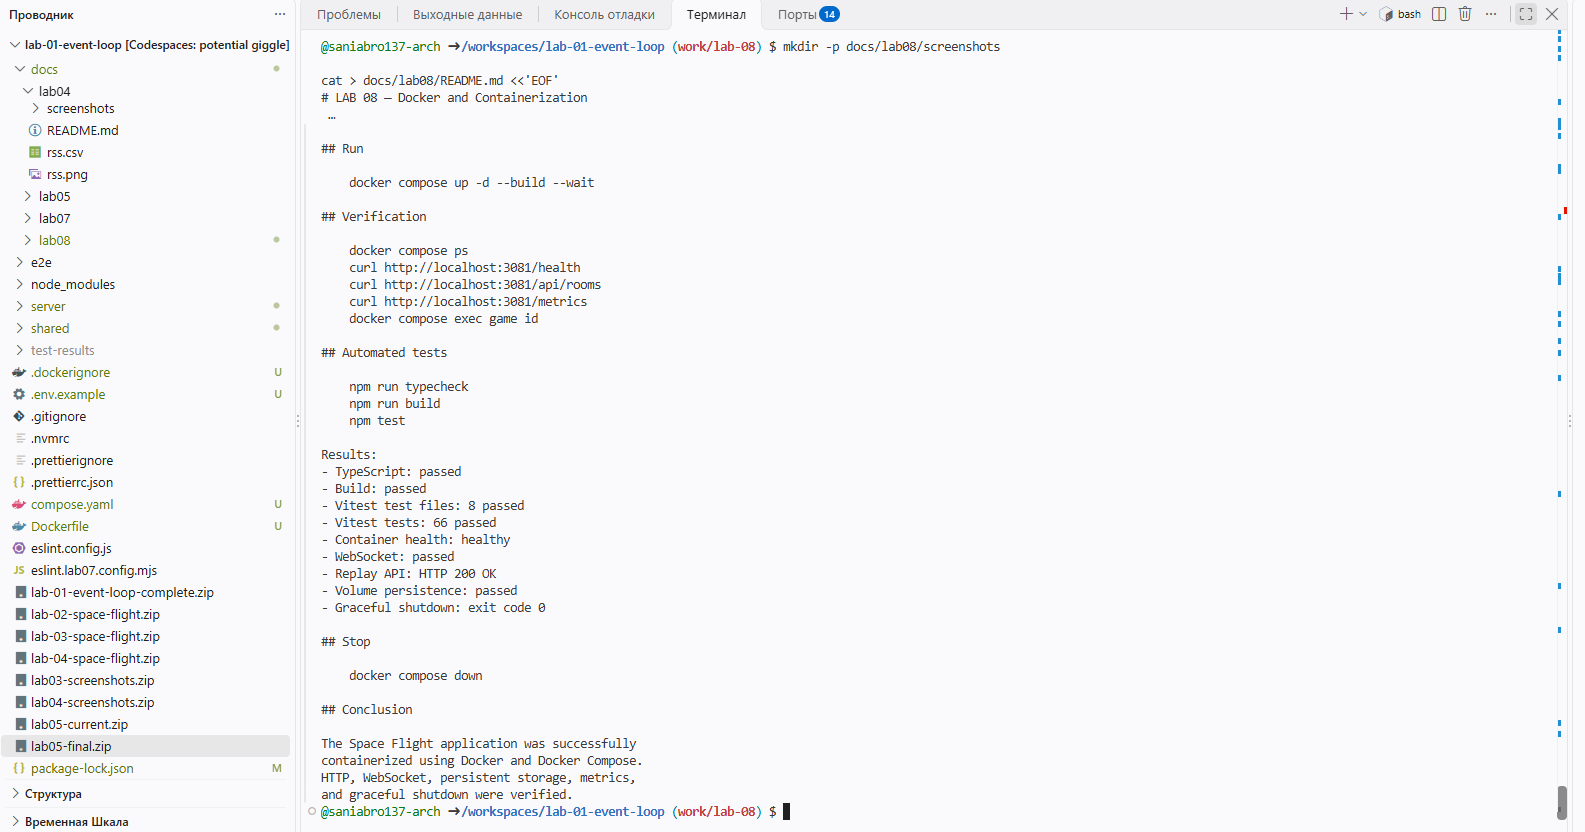 Проводник
lab-01-event-loop [Codespaces: potential giggle]
docs
lab04
screenshots
README.md
rss.csv
rss.png
lab05
lab07
lab08
e2e
node_modules
server
shared
test-results
.dockerignore U
.env.example U
.gitignore
.nvmrc
.prettierignore
.prettierrc.json
compose.yaml U
Dockerfile U
eslint.config.js
eslint.lab07.config.mjs
lab-01-event-loop-complete.zip
lab-02-space-flight.zip
lab-03-space-flight.zip
lab-04-space-flight.zip
lab03-screenshots.zip
lab04-screenshots.zip
lab05-current.zip
lab05-final.zip
package-lock.json M
Структура
Временная Шкала
Проблемы Выходные данные Консоль отладки Терминал Порты 14
bash
@saniabro137-arch →/workspaces/lab-01-event-loop (work/lab-08) $ mkdir -p docs/lab08/screenshots
cat > docs/lab08/README.md <<'EOF'
# LAB 08 — Docker and Containerization
…
## Run
docker compose up -d --build --wait
## Verification
docker compose ps
curl http://localhost:3081/health
curl http://localhost:3081/api/rooms
curl http://localhost:3081/metrics
docker compose exec game id
## Automated tests
npm run typecheck
npm run build
npm test
Results:
- TypeScript: passed
- Build: passed
- Vitest test files: 8 passed
- Vitest tests: 66 passed
- Container health: healthy
- WebSocket: passed
- Replay API: HTTP 200 OK
- Volume persistence: passed
- Graceful shutdown: exit code 0
## Stop
docker compose down
## Conclusion
The Space Flight application was successfully
containerized using Docker and Docker Compose.
HTTP, WebSocket, persistent storage, metrics,
and graceful shutdown were verified.
@saniabro137-arch →/workspaces/lab-01-event-loop (work/lab-08) $